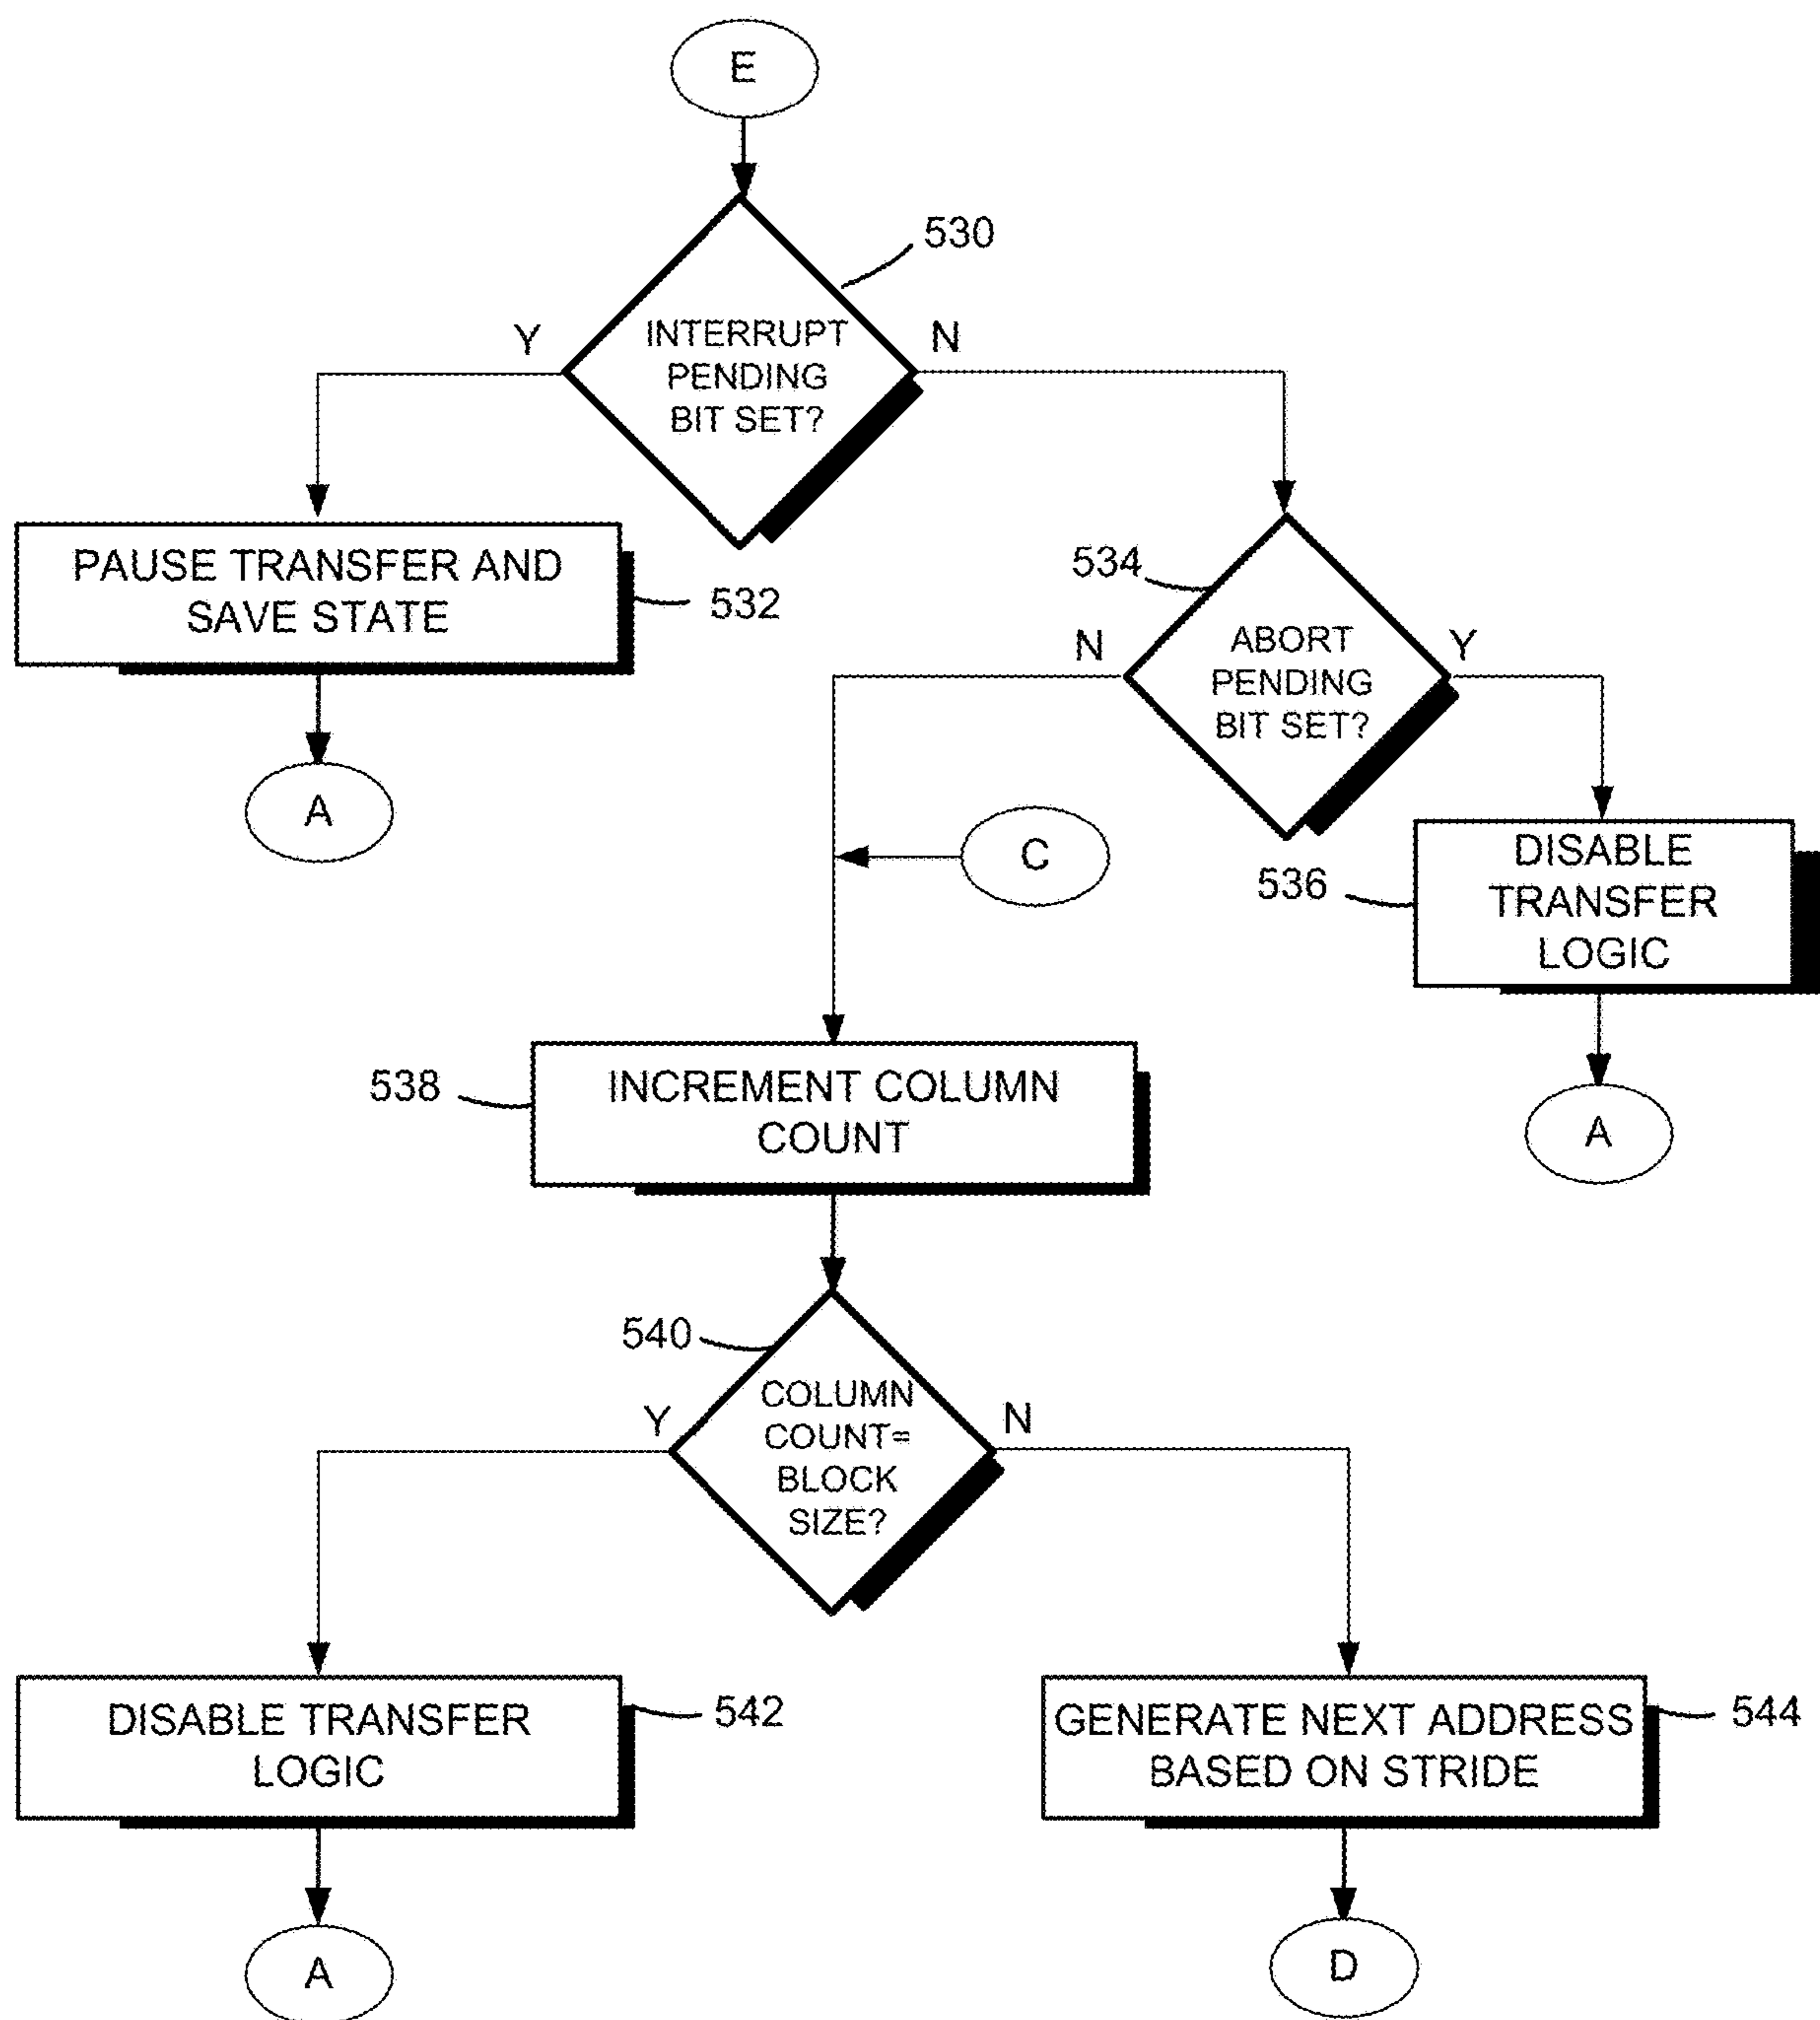 E
530
INTERRUPT
PENDING
BIT SET?
Y
N
PAUSE TRANSFER AND
SAVE STATE
532
A
534
ABORT
PENDING
BIT SET?
N
Y
C
536
DISABLE
TRANSFER
LOGIC
A
538
INCREMENT COLUMN
COUNT
540
COLUMN
COUNT=
BLOCK
SIZE?
Y
N
DISABLE TRANSFER
LOGIC
542
GENERATE NEXT ADDRESS
BASED ON STRIDE
544
A
D